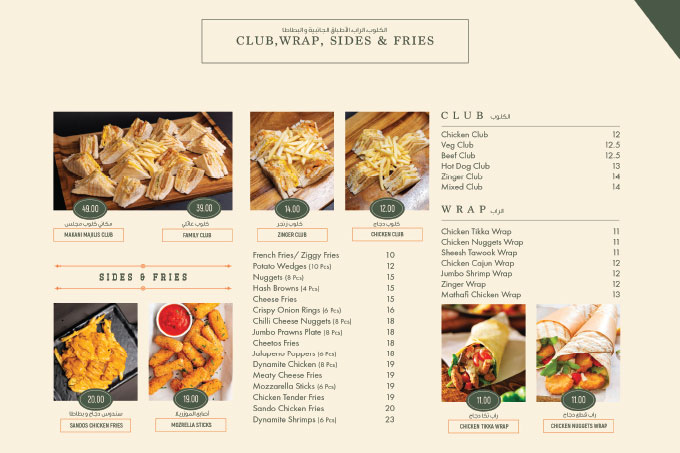 الكلوب، الراب، الأطباق الجانبية و البطاطا
CLUB,WRAP, SIDES & FRIES
49.00
39.00
مكاني كلوب مجلس
كلوب عائلي
MAKANI MAJLIS CLUB
FAMILY CLUB
14.00
12.00
كلوب زنجر
كلوب دجاج
ZINKER CLUB
CHICKEN CLUB
SIDES & FRIES
20.00
19.00
سندوس دجاج و بطاطا
أصابع الموزريلا
SANDOS CHICKEN FRIES
MOZRELLA STICKS
French Fries/ Ziggy Fries 10
Potato Wedges (10 Pcs) 12
Nuggets (8 Pcs) 15
Hash Browns (4 Pcs) 15
Cheese Fries 15
Crispy Onion Rings (6 Pcs) 16
Chilli Cheese Nuggets (8 Pcs) 18
Jumbo Prawns Plate (8 Pcs) 18
Cheetos Fries 18
Jalapeno Poppers (6 Pcs) 18
Dynamite Chicken (8 Pcs) 19
Meaty Cheese Fries 19
Mozzarella Sticks (6 Pcs) 19
Chicken Tender Fries 19
Sando Chicken Fries 20
Dynamite Shrimps (6 Pcs) 23
CLUB الكلوب
Chicken Club 12
Veg Club 12.5
Beef Club 12.5
Hot Dog Club 13
Zinger Club 14
Mixed Club 14
WRAP الراب
Chicken Tikka Wrap 11
Chicken Nuggets Wrap 11
Sheesh Tawook Wrap 11
Chicken Cajun Wrap 12
Jumbo Shrimp Wrap 12
Zinger Wrap 12
Mathafi Chicken Wrap 13
11.00
11.00
راب تكا دجاج
راب قطع دجاج
CHICKEN TIKKA WRAP
CHICKEN NUGGETS WRAP